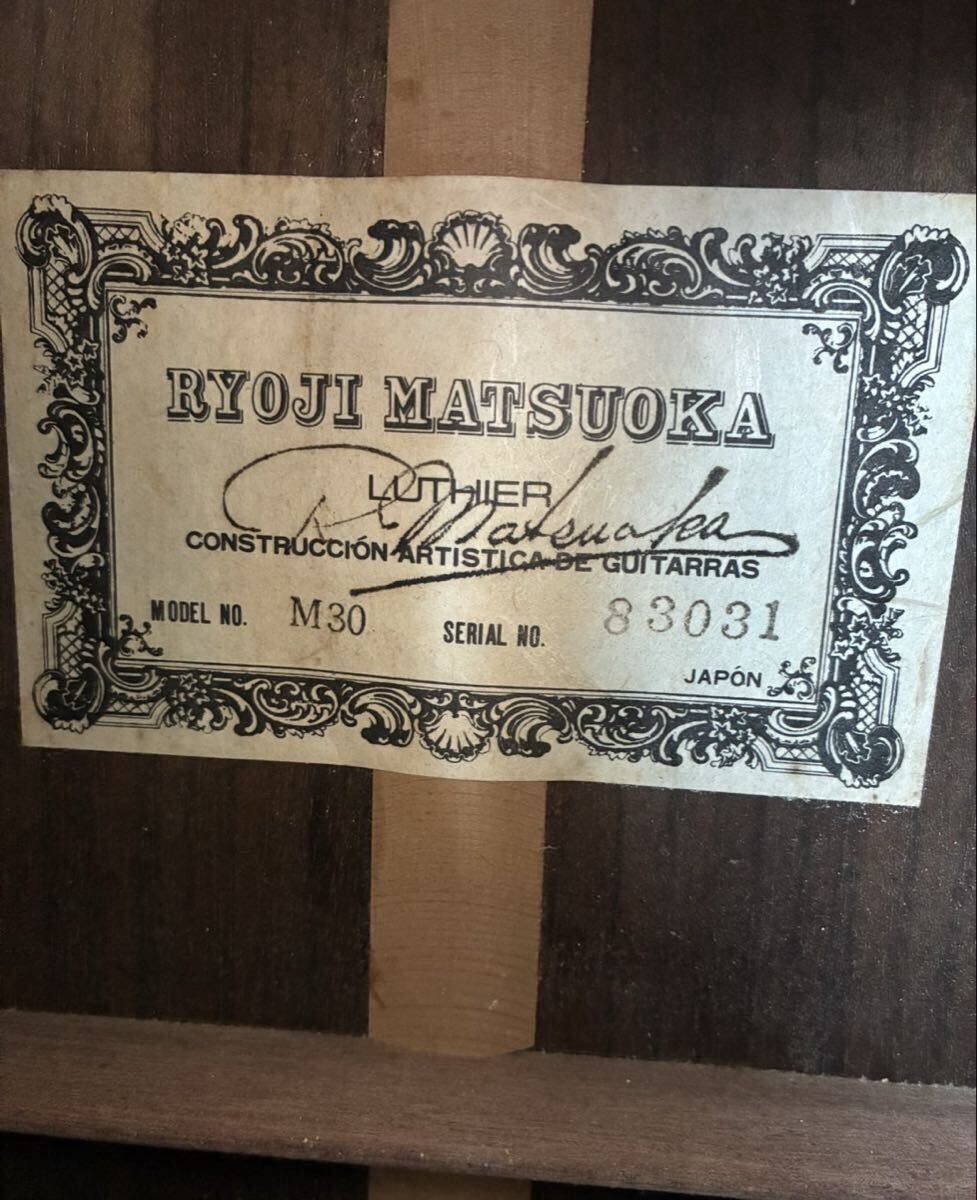 RYOJI MATSUOKA
LUTHIER
R. Matsuoka
CONSTRUCCIÓN ARTISTICA DE GUITARRAS
MODEL NO. M30 SERIAL NO. 83031
JAPÓN